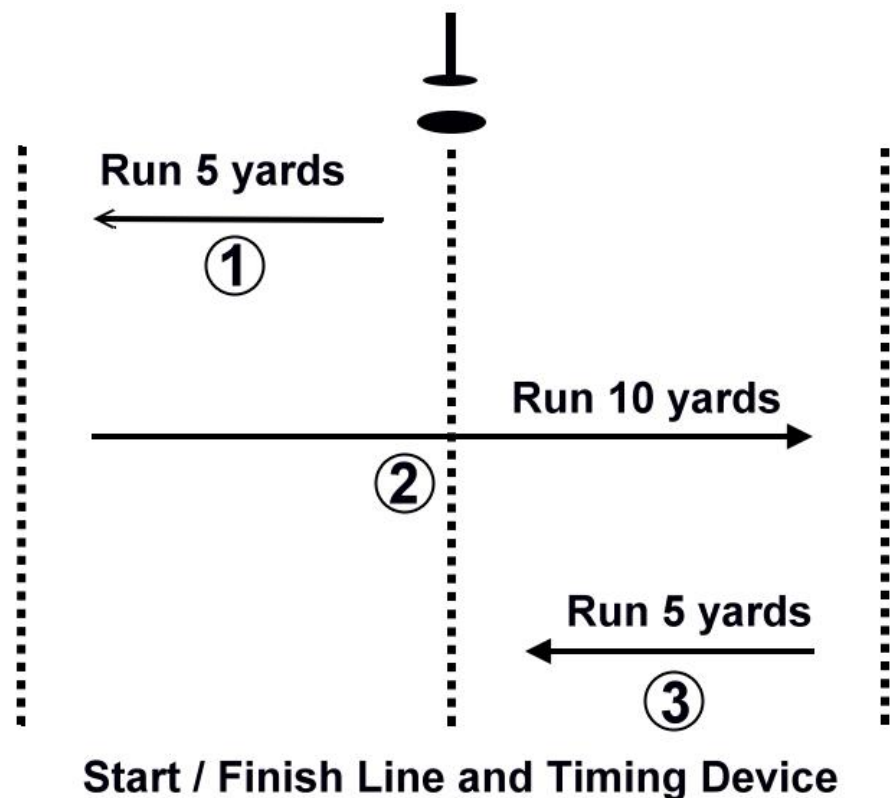 Run 5 yards
1
Run 10 yards
2
Run 5 yards
3
Start / Finish Line and Timing Device